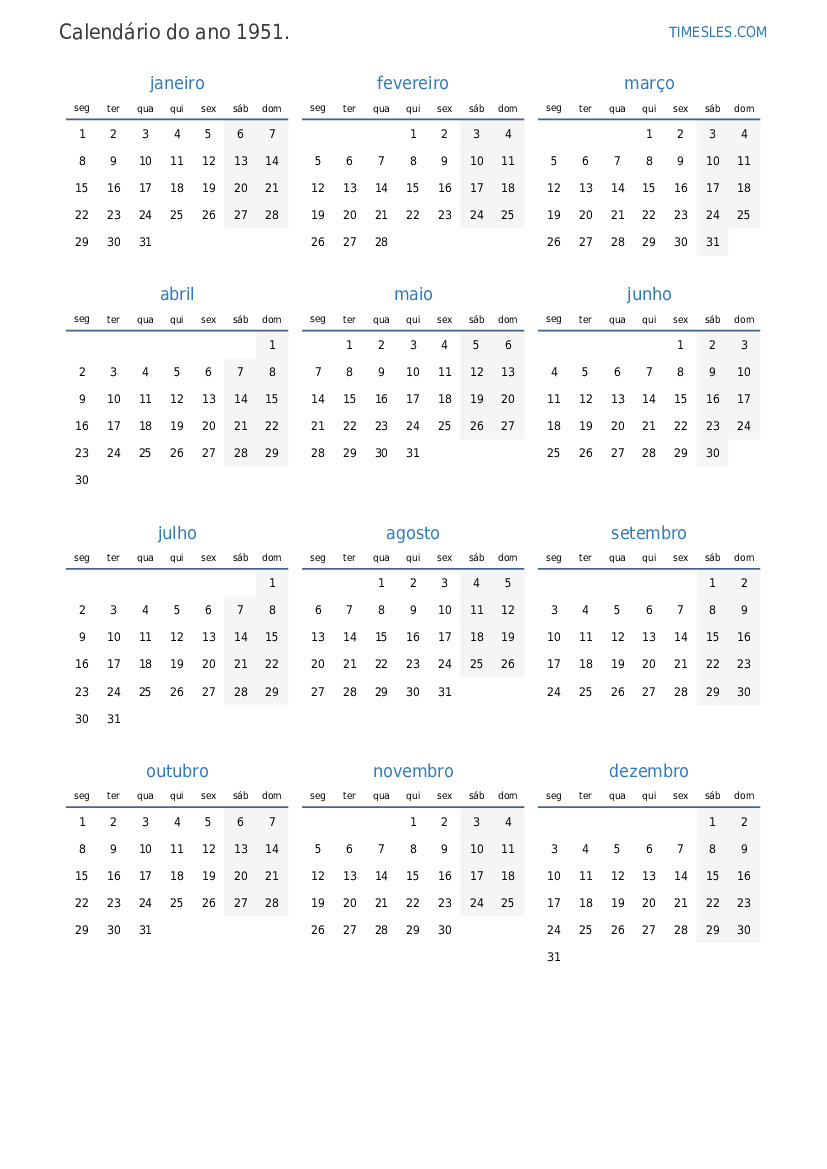 Calendário do ano 1951. TIMESLES.COM
janeiro fevereiro março
seg ter qua qui sex sáb dom seg ter qua qui sex sáb dom seg ter qua qui sex sáb dom
1 2 3 4 5 6 7 1 2 3 4 1 2 3 4
8 9 10 11 12 13 14 5 6 7 8 9 10 11 5 6 7 8 9 10 11
15 16 17 18 19 20 21 12 13 14 15 16 17 18 12 13 14 15 16 17 18
22 23 24 25 26 27 28 19 20 21 22 23 24 25 19 20 21 22 23 24 25
29 30 31 26 27 28 26 27 28 29 30 31
abril maio junho
seg ter qua qui sex sáb dom seg ter qua qui sex sáb dom seg ter qua qui sex sáb dom
1 1 2 3 4 5 6 1 2 3
2 3 4 5 6 7 8 7 8 9 10 11 12 13 4 5 6 7 8 9 10
9 10 11 12 13 14 15 14 15 16 17 18 19 20 11 12 13 14 15 16 17
16 17 18 19 20 21 22 21 22 23 24 25 26 27 18 19 20 21 22 23 24
23 24 25 26 27 28 29 28 29 30 31 25 26 27 28 29 30
30
julho agosto setembro
seg ter qua qui sex sáb dom seg ter qua qui sex sáb dom seg ter qua qui sex sáb dom
1 1 2 3 4 5 1 2
2 3 4 5 6 7 8 6 7 8 9 10 11 12 3 4 5 6 7 8 9
9 10 11 12 13 14 15 13 14 15 16 17 18 19 10 11 12 13 14 15 16
16 17 18 19 20 21 22 20 21 22 23 24 25 26 17 18 19 20 21 22 23
23 24 25 26 27 28 29 27 28 29 30 31 24 25 26 27 28 29 30
30 31
outubro novembro dezembro
seg ter qua qui sex sáb dom seg ter qua qui sex sáb dom seg ter qua qui sex sáb dom
1 2 3 4 5 6 7 1 2 3 4 1 2
8 9 10 11 12 13 14 5 6 7 8 9 10 11 3 4 5 6 7 8 9
15 16 17 18 19 20 21 12 13 14 15 16 17 18 10 11 12 13 14 15 16
22 23 24 25 26 27 28 19 20 21 22 23 24 25 17 18 19 20 21 22 23
29 30 31 26 27 28 29 30 24 25 26 27 28 29 30
31